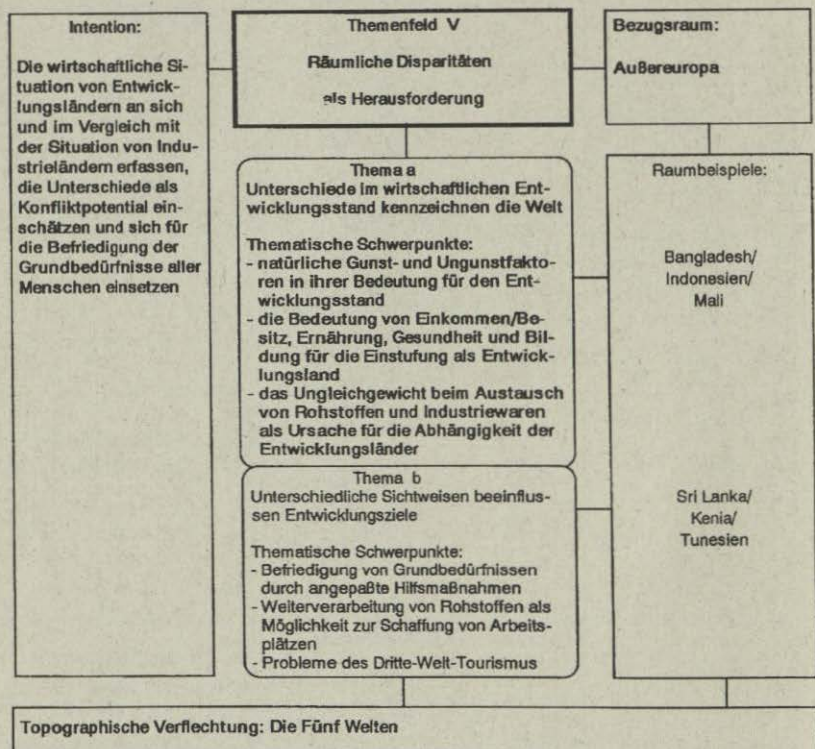 Intention:
Die wirtschaftliche Si-
tuation von Entwick-
lungsländern an sich
und im Vergleich mit
der Situation von Indu-
strieländern erfassen,
die Unterschiede als
Konfliktpotential ein-
schätzen und sich für
die Befriedigung der
Grundbedürfnisse aller
Menschen einsetzen
Themenfeld V
Räumliche Disparitäten
als Herausforderung
Bezugsraum:
Außereuropa
Thema a
Unterschiede im wirtschaftlichen Ent-
wicklungsstand kennzeichnen die Welt
Thematische Schwerpunkte:
- natürliche Gunst- und Ungunstfakto-
ren in ihrer Bedeutung für den Ent-
wicklungsstand
- die Bedeutung von Einkommen/Be-
sitz, Ernährung, Gesundheit und Bil-
dung für die Einstufung als Entwick-
lungsland
- das Ungleichgewicht beim Austausch
von Rohstoffen und Industriewaren
als Ursache für die Abhängigkeit der
Entwicklungsländer
Raumbeispiele:
Bangladesh/
Indonesien/
Mali
Thema b
Unterschiedliche Sichtweisen beeinflus-
sen Entwicklungsziele
Thematische Schwerpunkte:
- Befriedigung von Grundbedürfnissen
durch angepaßte Hilfsmaßnahmen
- Weiterverarbeitung von Rohstoffen als
Möglichkeit zur Schaffung von Arbeits-
plätzen
- Probleme des Dritte-Welt-Tourismus
Sri Lanka/
Kenia/
Tunesien
Topographische Verflechtung: Die Fünf Welten